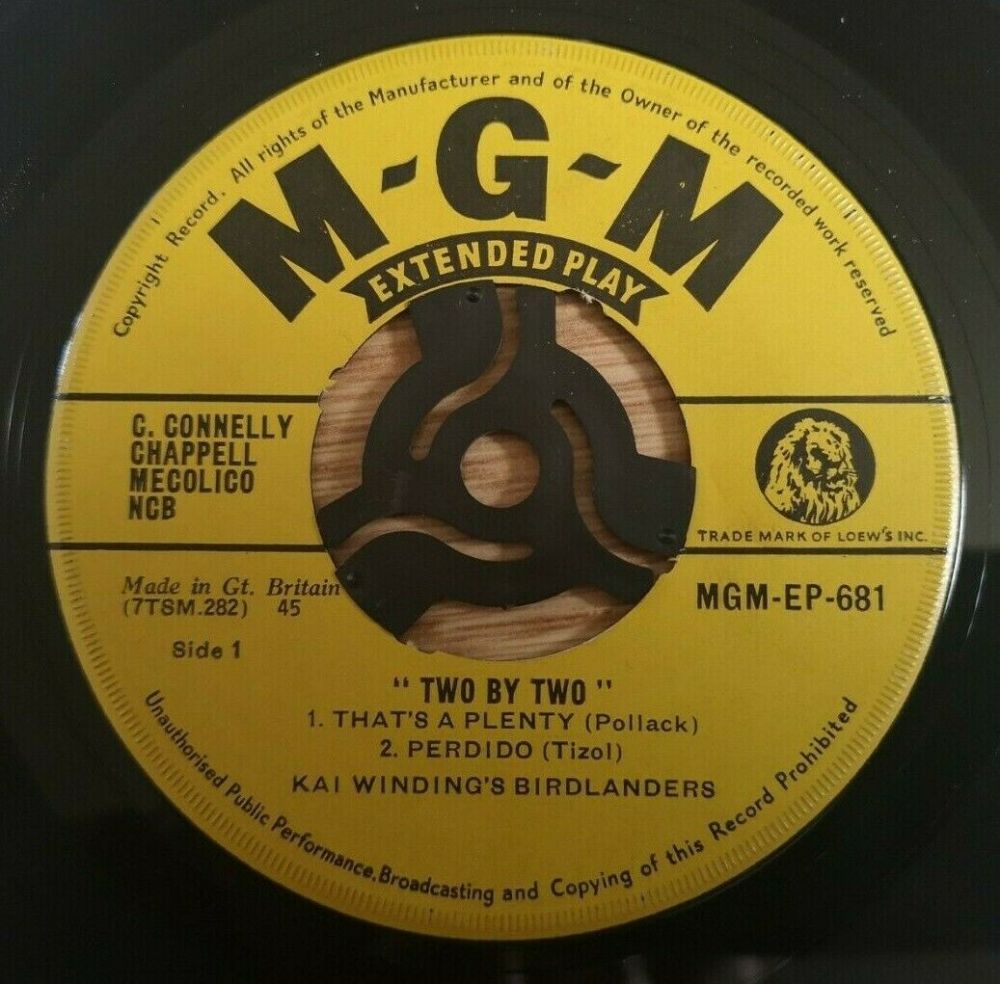 Copyright Record. All rights of the Manufacturer and of the Owner of the recorded work reserved
M-G-M
EXTENDED PLAY
C. CONNELLY
CHAPPELL
MECOLICO
NCB
TRADE MARK OF LOEW'S INC.
Made in Gt. Britain
(7TSM.282) 45
MGM-EP-681
Side 1
" TWO BY TWO "
1. THAT'S A PLENTY (Pollack)
2. PERDIDO (Tizol)
KAI WINDING'S BIRDLANDERS
Unauthorised Public Performance, Broadcasting and Copying of this Record Prohibited